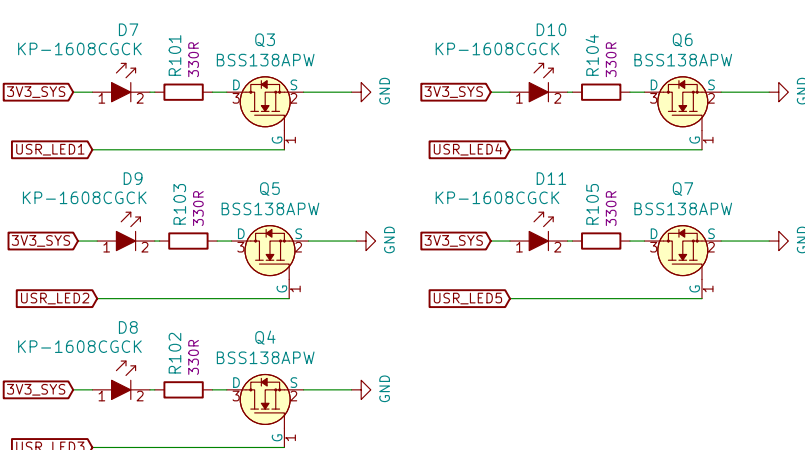 D7
KP-1608CGCK
R101
330R
Q3
BSS138APW
3V3_SYS
1
2
D
3
S
2
GND
G
1
USR_LED1
D10
KP-1608CGCK
R104
330R
Q6
BSS138APW
3V3_SYS
1
2
D
3
S
2
GND
G
1
USR_LED4
D9
KP-1608CGCK
R103
330R
Q5
BSS138APW
3V3_SYS
1
2
D
3
S
2
GND
G
1
USR_LED2
D11
KP-1608CGCK
R105
330R
Q7
BSS138APW
3V3_SYS
1
2
D
3
S
2
GND
G
1
USR_LED5
D8
KP-1608CGCK
R102
330R
Q4
BSS138APW
3V3_SYS
1
2
D
3
S
2
GND
G
1
USR_LED3